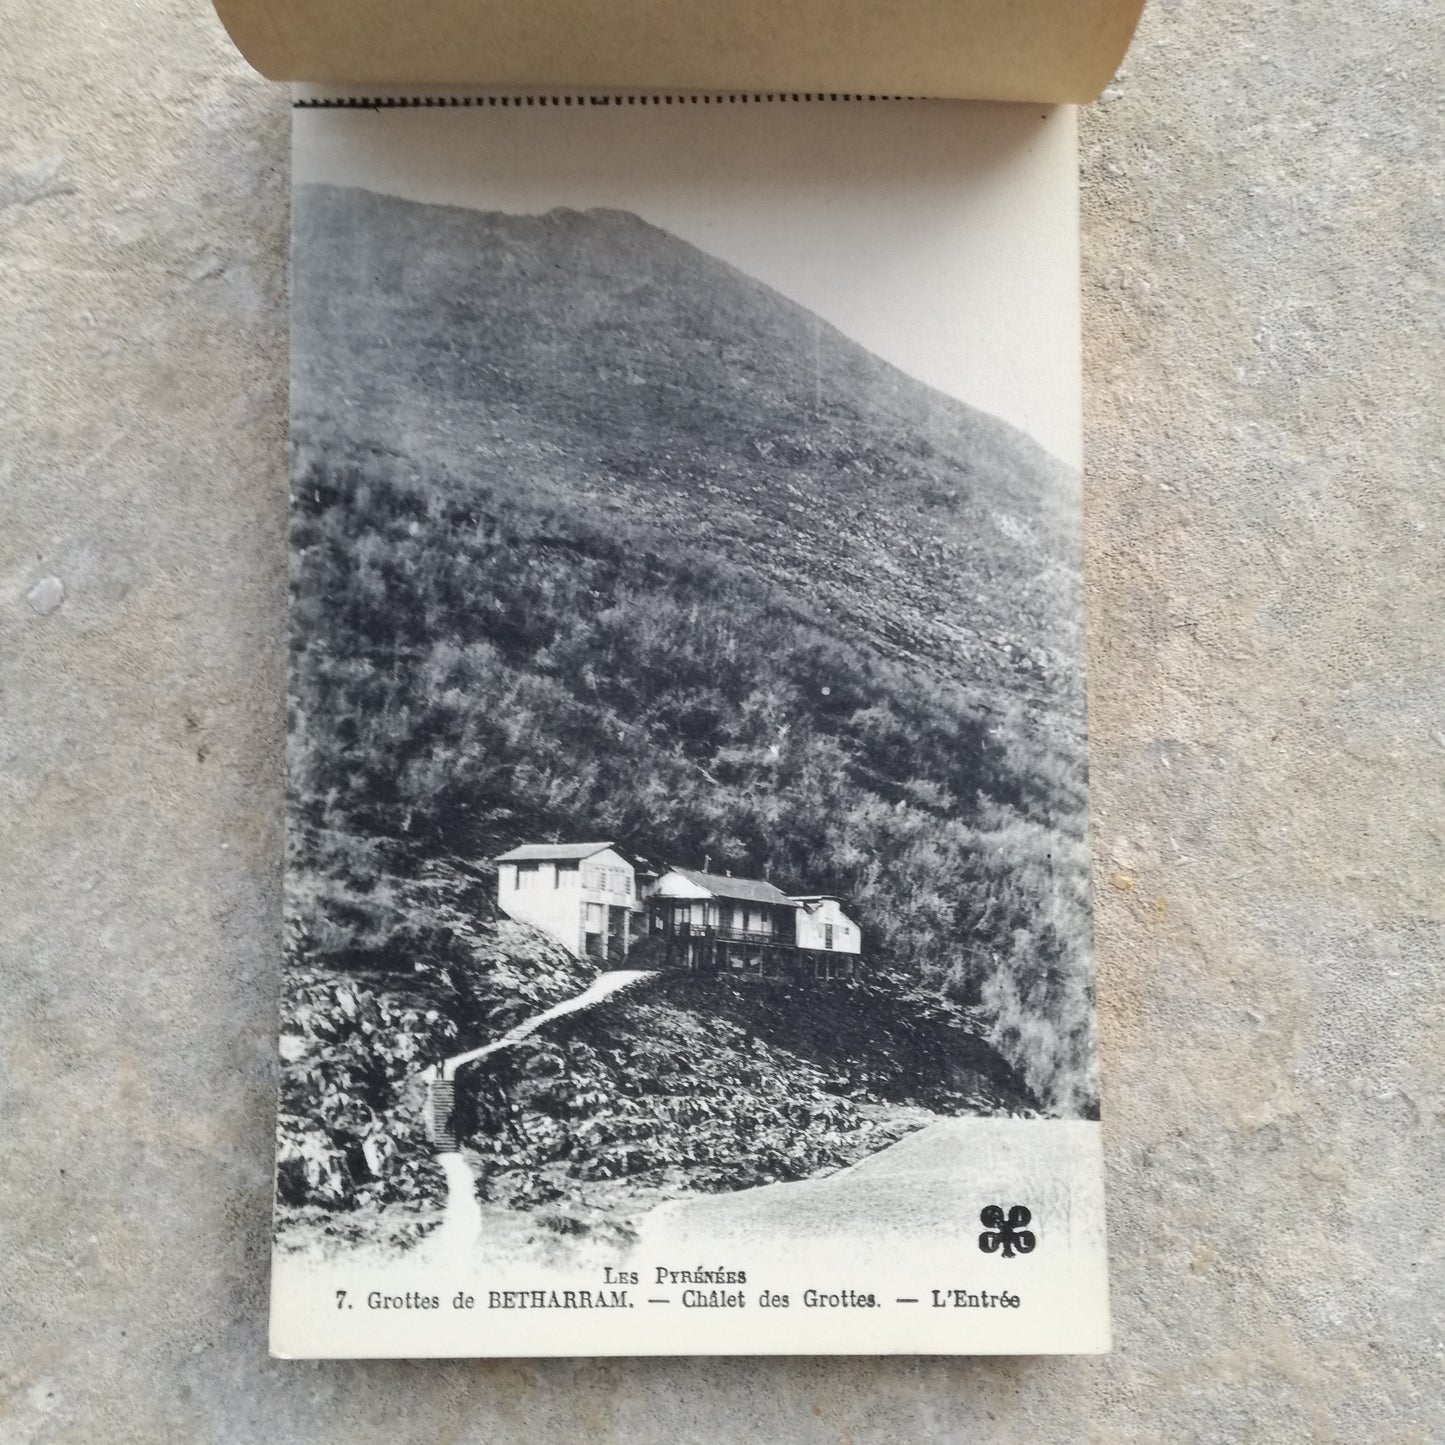 LES PYRÉNÉES
7. Grottes de BETHARRAM. — Châlet des Grottes. — L'Entrée